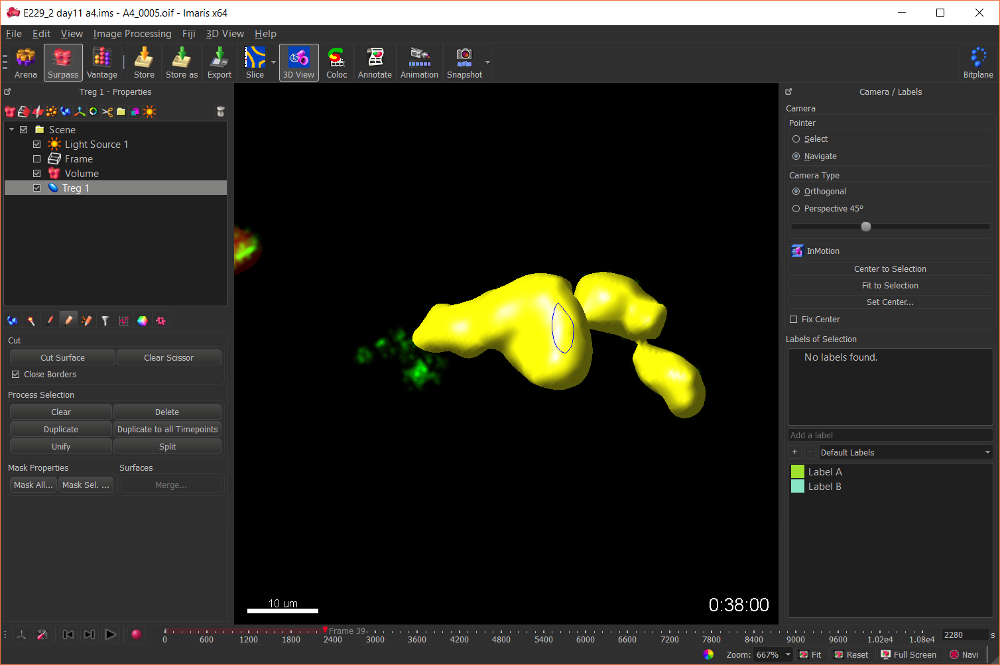 E229_2 day11 a4.ims - A4_0005.oif - Imaris x64
File Edit View Image Processing Fiji 3D View Help
Arena Surpass Vantage Store Store as Export Slice 3D View Coloc Annotate Animation Snapshot Bitplane
Treg 1 - Properties
Scene
Light Source 1
Frame
Volume
Treg 1
Cut
Cut Surface Clear Scissor
Close Borders
Process Selection
Clear Delete
Duplicate Duplicate to all Timepoints
Unify Split
Mask Properties Surfaces
Mask All... Mask Sel. ... Merge...
10 um
0:38:00
Camera / Labels
Camera
Pointer
Select
Navigate
Camera Type
Orthogonal
Perspective 45º
InMotion
Center to Selection
Fit to Selection
Set Center...
Fix Center
Labels of Selection
No labels found.
Add a label
+ - Default Labels
Label A
Label B
Frame 39
0 600 1200 1800 2400 3000 3600 4200 4800 5400 6000 6600 7200 7800 8400 9000 9600 1.02e4 1.08e4 2280 s
Zoom: 667% Fit Reset Full Screen Navi